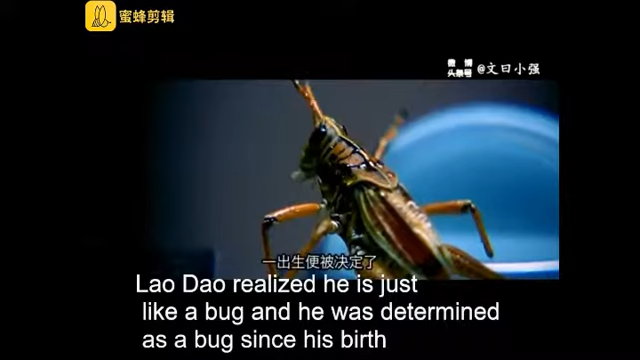 蜜蜂剪辑
微博
头条号 @文曰小强
一出生便被决定了
Lao Dao realized he is just
like a bug and he was determined
as a bug since his birth